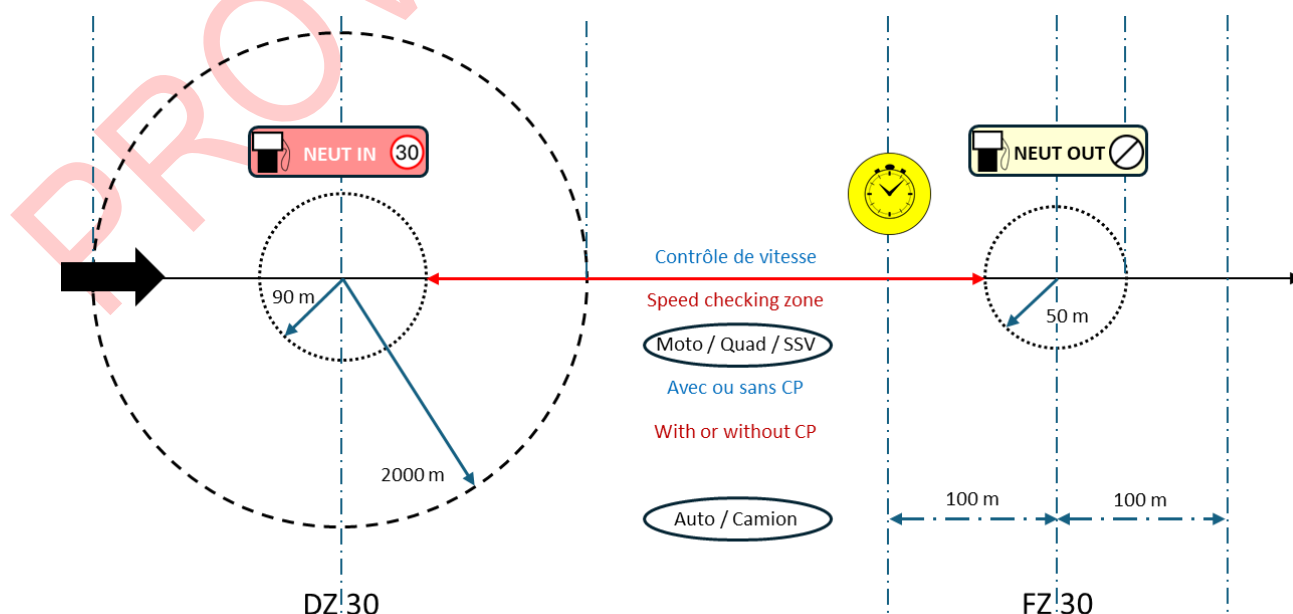 PROV
NEUT IN 30
NEUT OUT
Contrôle de vitesse
90 m
Speed checking zone
50 m
Moto / Quad / SSV
Avec ou sans CP
With or without CP
2000 m
100 m
100 m
Auto / Camion
DZ 30
FZ 30